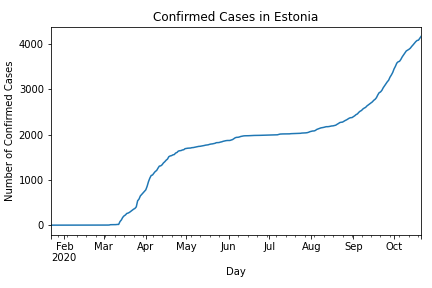 Confirmed Cases in Estonia
Number of Confirmed Cases
4000
3000
2000
1000
0
Feb Mar Apr May Jun Jul Aug Sep Oct
2020
Day